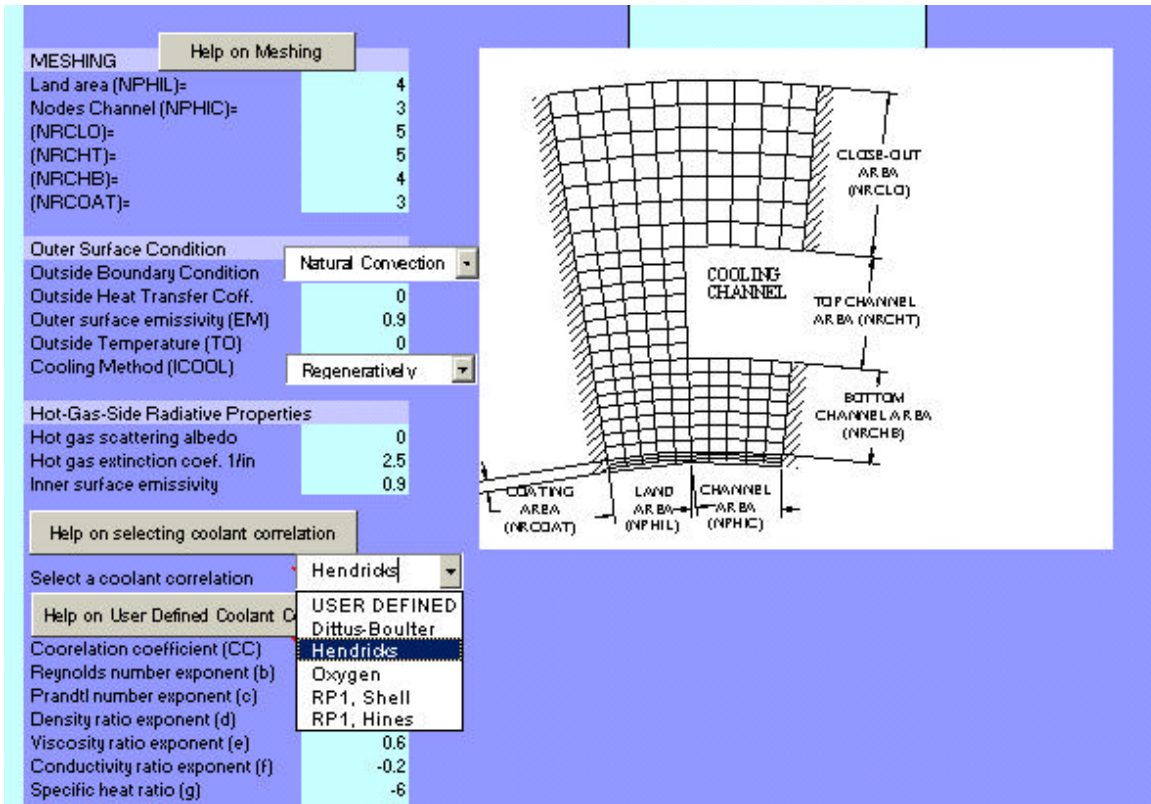 Help on Meshing
MESHING
Land area (NPHIL)= 4
Nodes Channel (NPHIC)= 3
(NRCLO)= 5
(NRCHT)= 5
(NRCHB)= 4
(NRCOAT)= 3
Outer Surface Condition
Outside Boundary Condition Natural Convection
Outside Heat Transfer Coff. 0
Outer surface emissivity (EM) 0.9
Outside Temperature (TO) 0
Cooling Method (ICOOL) Regeneratively
Hot-Gas-Side Radiative Properties
Hot gas scattering albedo 0
Hot gas extinction coef. 1/in 2.5
Inner surface emissivity 0.9
Help on selecting coolant correlation
Select a coolant correlation Hendricks
Help on User Defined Coolant
USER DEFINED
Dittus-Boulter
Hendricks
Oxygen
RP1, Shell
RP1, Hines
Coorelation coefficient (CC)
Reynolds number exponent (b)
Prandtl number exponent (c)
Density ratio exponent (d)
Viscosity ratio exponent (e) 0.6
Conductivity ratio exponent (f) -0.2
Specific heat ratio (g) -6
CLOSE-OUT
AREA
(NRCLO)
COOLING
CHANNEL
TOP CHANNEL
AREA (NRCHT)
BOTTOM
CHANNEL AREA
(NRCHB)
COATING
AREA
(NRCOAT)
LAND
AREA
(NPHIL)
CHANNEL
AREA
(NPHIC)